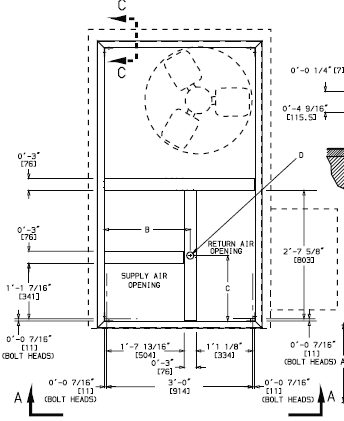 C
C
0'-0 1/4" [7]
0'-4 9/16"
[115.5]
0'-3"
[76]
D
0'-3"
[76]
B
RETURN AIR
OPENING
2'-7 5/8"
[803]
SUPPLY AIR
OPENING
C
1'-1 7/16"
[341]
0'-0 7/16"
[11]
(BOLT HEADS)
1'-7 13/16"
[504]
1'1 1/8"
[334]
0'-0 7/16"
[11]
(BOLT HEADS)
0'-3"
[76]
A
0'-0 7/16"
[11]
(BOLT HEADS)
3'-0"
[914]
0'-0 7/16"
[11]
(BOLT HEADS)
A
A